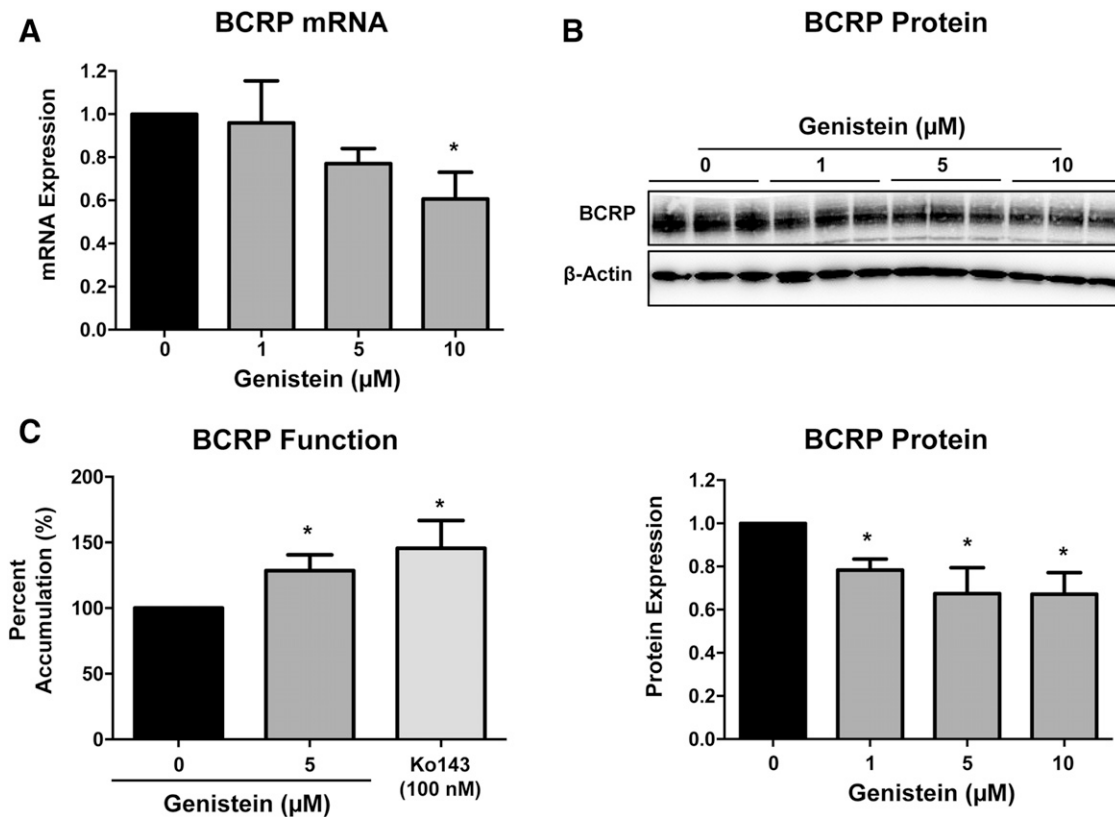 A
BCRP mRNA
mRNA Expression
1.2
1.0
0.8
0.6
0.4
0.2
0.0
*
0 1 5 10
Genistein (µM)
B
BCRP Protein
Genistein (µM)
0 1 5 10
BCRP
β-Actin
C
BCRP Function
Percent
Accumulation (%)
200
150
100
50
0
* *
0 5 Ko143
(100 nM)
Genistein (µM)
BCRP Protein
Protein Expression
1.2
1.0
0.8
0.6
0.4
0.2
0.0
* * *
0 1 5 10
Genistein (µM)